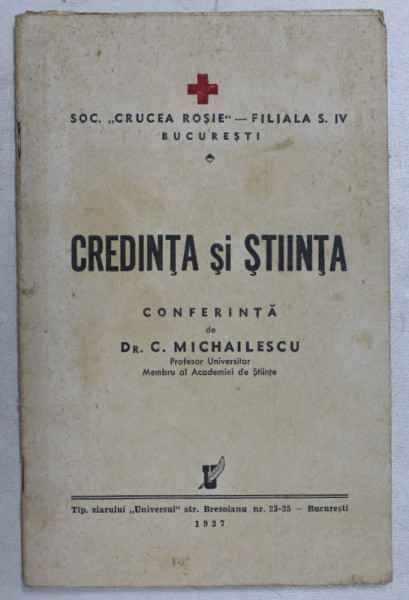 SOC. „CRUCEA ROȘIE" — FILIALA S. IV
BUCUREȘTI
CREDINȚA și ȘTIINȚA
CONFERINȚĂ
de
DR. C. MICHAILESCU
Profesor Universitar
Membru al Academiei de Științe
Tip. ziarului „Universul" str. Brezoianu nr. 23-25 — București
1937